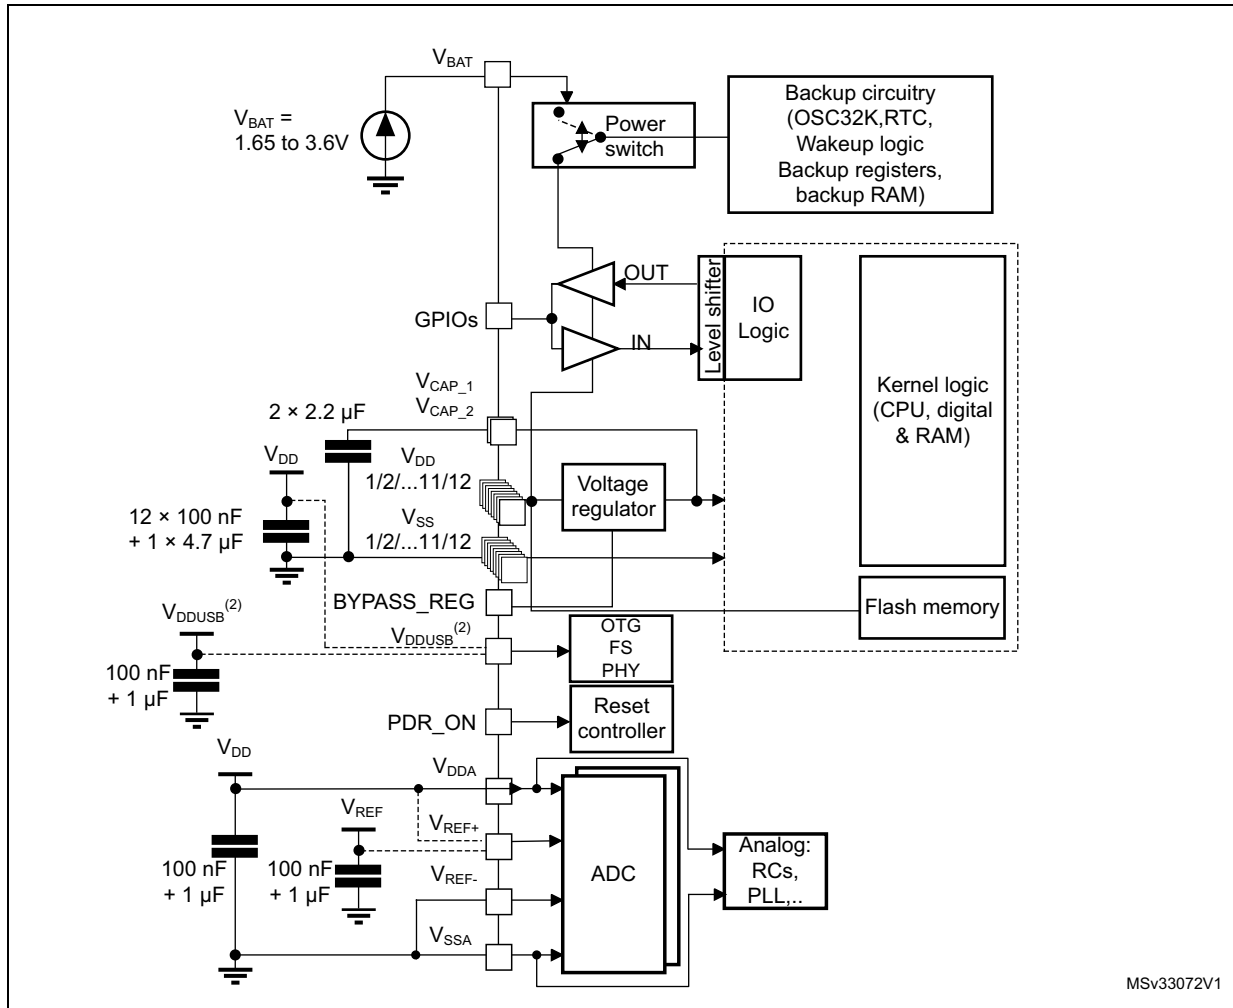 VBAT
VBAT =
1.65 to 3.6V
Power
switch
Backup circuitry
(OSC32K,RTC,
Wakeup logic
Backup registers,
backup RAM)
OUT
GPIOs
IN
Level shifter
IO
Logic
Kernel logic
(CPU, digital
& RAM)
VCAP_1
VCAP_2
2 × 2.2 µF
VDD
VDD
1/2/...11/12
Voltage
regulator
12 × 100 nF
+ 1 × 4.7 µF
VSS
1/2/...11/12
BYPASS_REG
Flash memory
VDDUSB(2)
VDDUSB(2)
OTG
FS
PHY
100 nF
+ 1 µF
PDR_ON
Reset
controller
VDD
VDDA
VREF
VREF+
100 nF
+ 1 µF
100 nF
+ 1 µF
VREF-
ADC
Analog:
RCs,
PLL,..
VSSA
MSv33072V1